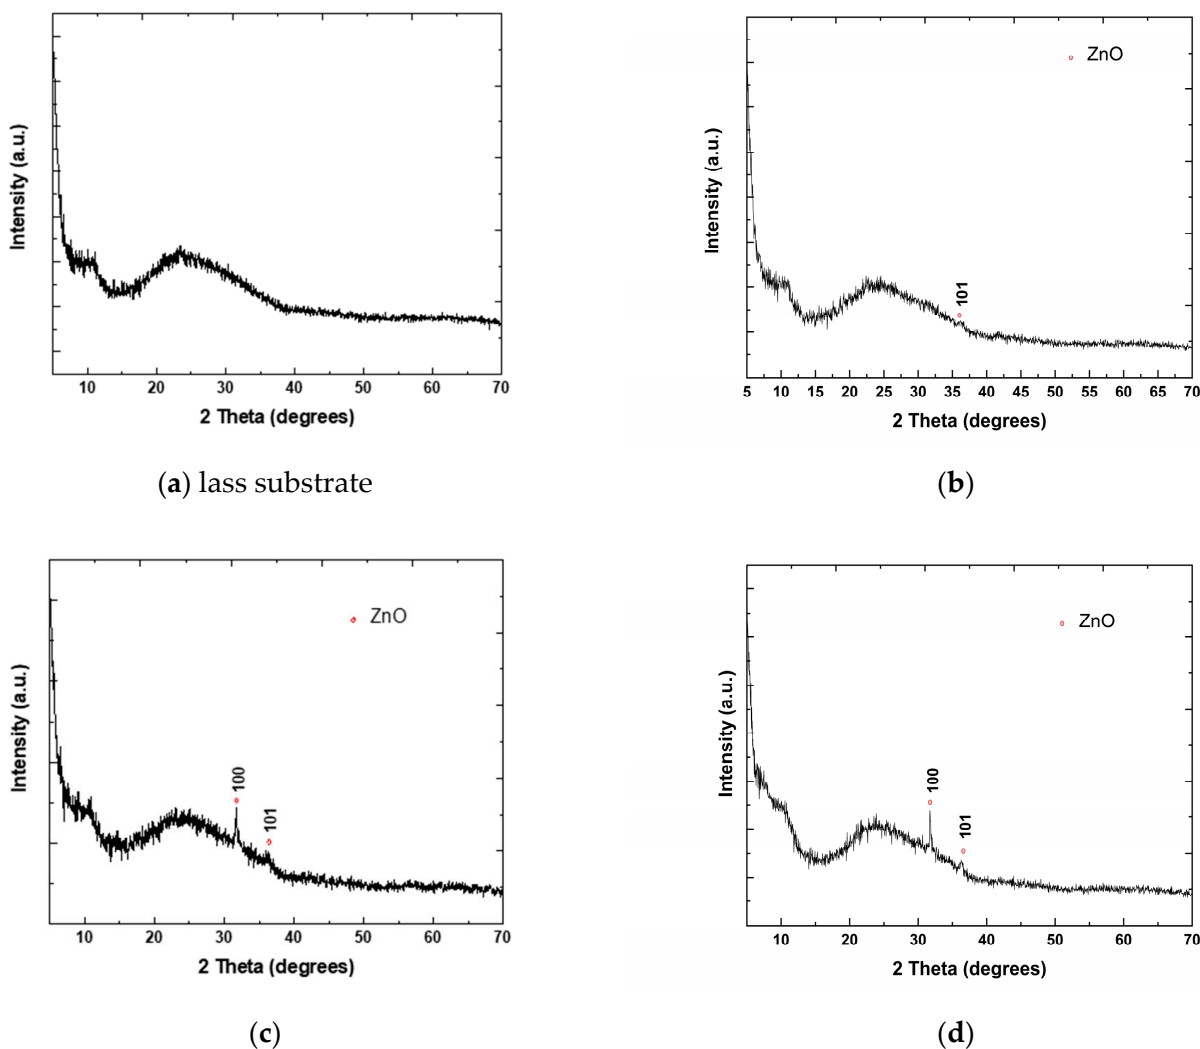 Intensity (a.u.)
10 20 30 40 50 60 70
2 Theta (degrees)
(a) lass substrate
ZnO
Intensity (a.u.)
101
5 10 15 20 25 30 35 40 45 50 55 60 65 70
2 Theta (degrees)
(b)
ZnO
Intensity (a.u.)
100
101
10 20 30 40 50 60 70
2 Theta (degrees)
(c)
ZnO
Intensity (a.u.)
100
101
10 20 30 40 50 60 70
2 Theta (degrees)
(d)